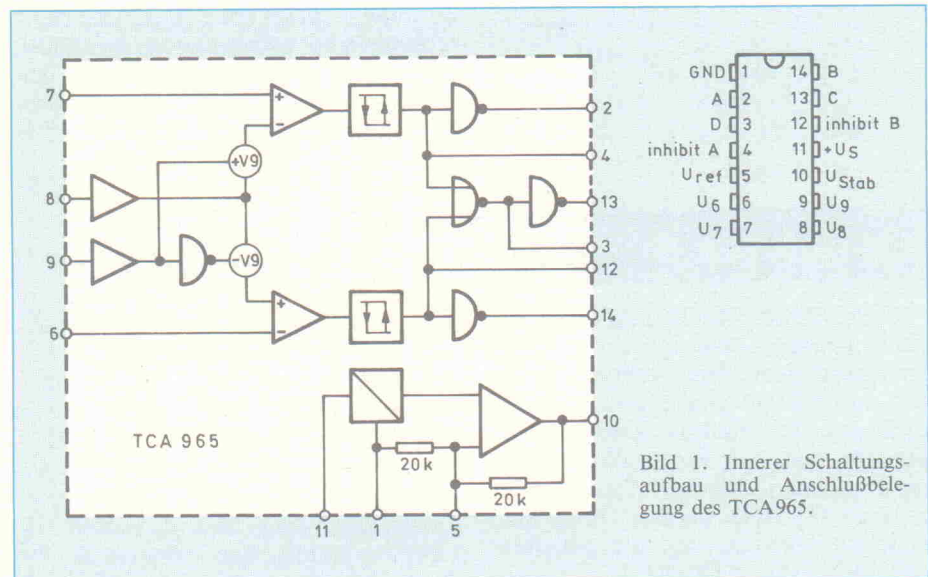 7
8
9
6
+
-
+V9
-V9
+
-
2
4
13
3
12
14
10
TCA 965
20k
20k
11 1 5
GND 1 14 B
A 2 13 C
D 3 12 inhibit B
inhibit A 4 11 +US
Uref 5 10 UStab
U6 6 9 U9
U7 7 8 U8
Bild 1. Innerer Schaltungs-
aufbau und Anschlußbele-
gung des TCA965.